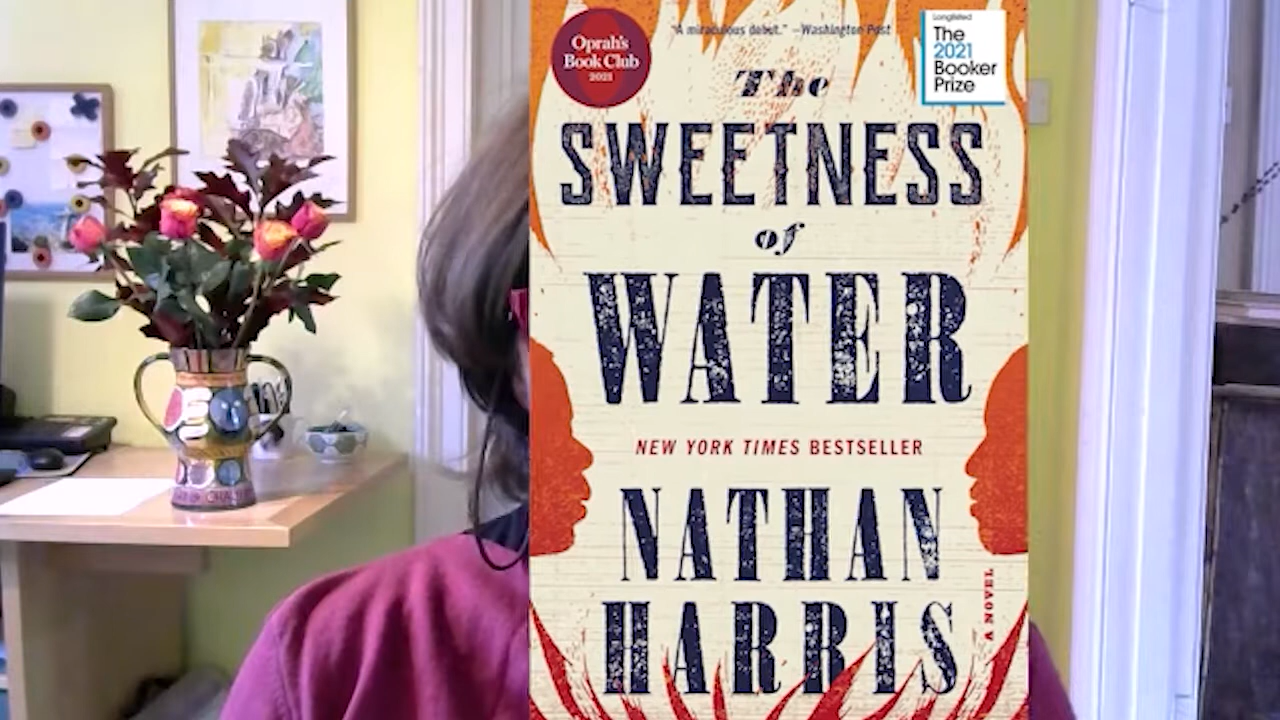 Oprah's
Book Club
2021
"A miraculous debut." —Washington Post
Longlisted
The
2021
Booker
Prize
The
SWEETNESS
of
WATER
NEW YORK TIMES BESTSELLER
NATHAN
HARRIS
A NOVEL